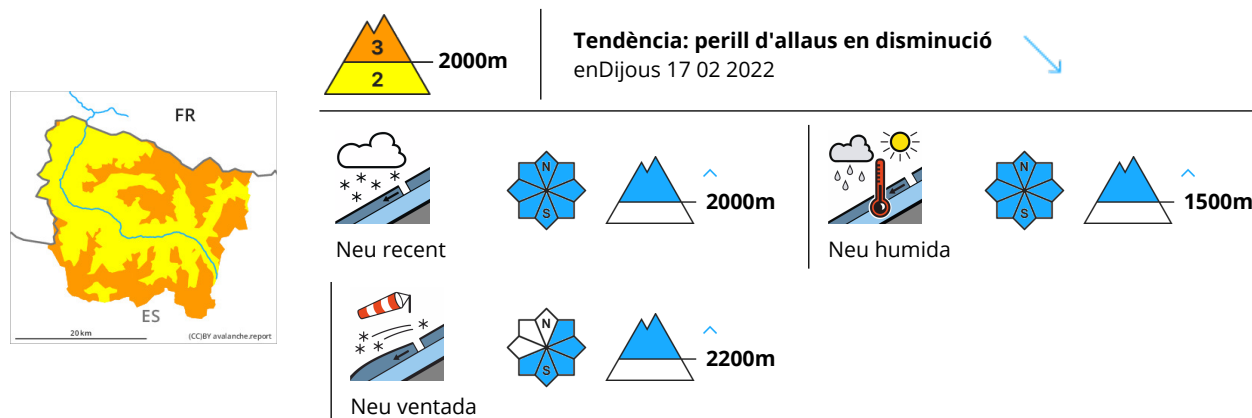 FR
ES
20 km
(CC)BY avalanche.report
3
2
2000m
Tendència: perill d'allaus en disminució
enDijous 17 02 2022
N
S
2000m
Neu recent
N
S
1500m
Neu humida
N
S
2200m
Neu ventada